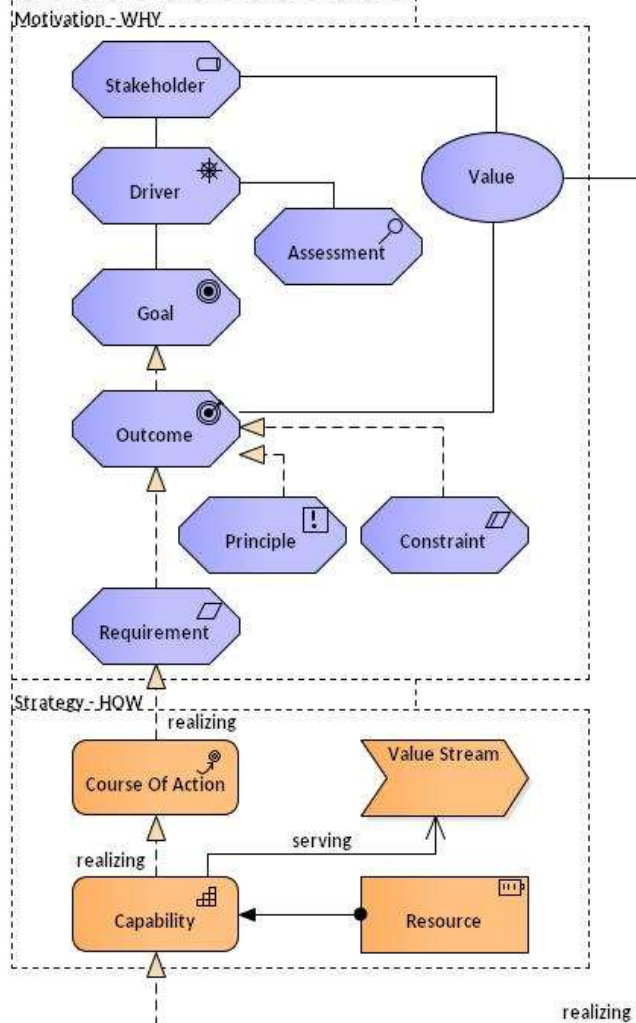 Motivation - WHY
Stakeholder
Value
Driver
Assessment
Goal
Outcome
Principle
Constraint
Requirement
Strategy - HOW
realizing
Course Of Action
Value Stream
serving
realizing
Capability
Resource
realizing